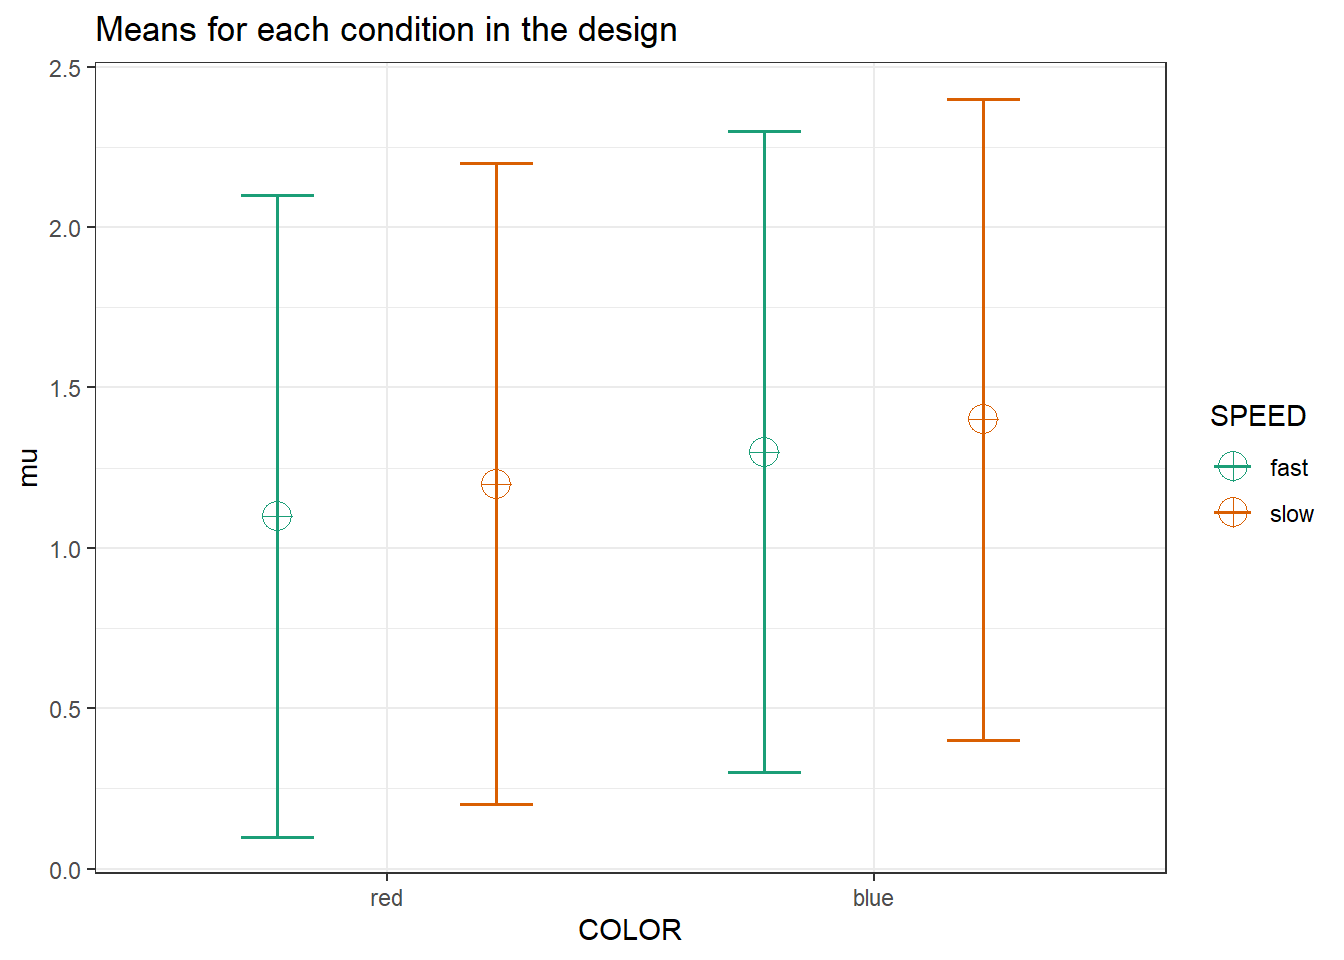 Means for each condition in the design
2.5
2.0
1.5
1.0
0.5
0.0
mu
red
blue
COLOR
SPEED
fast
slow